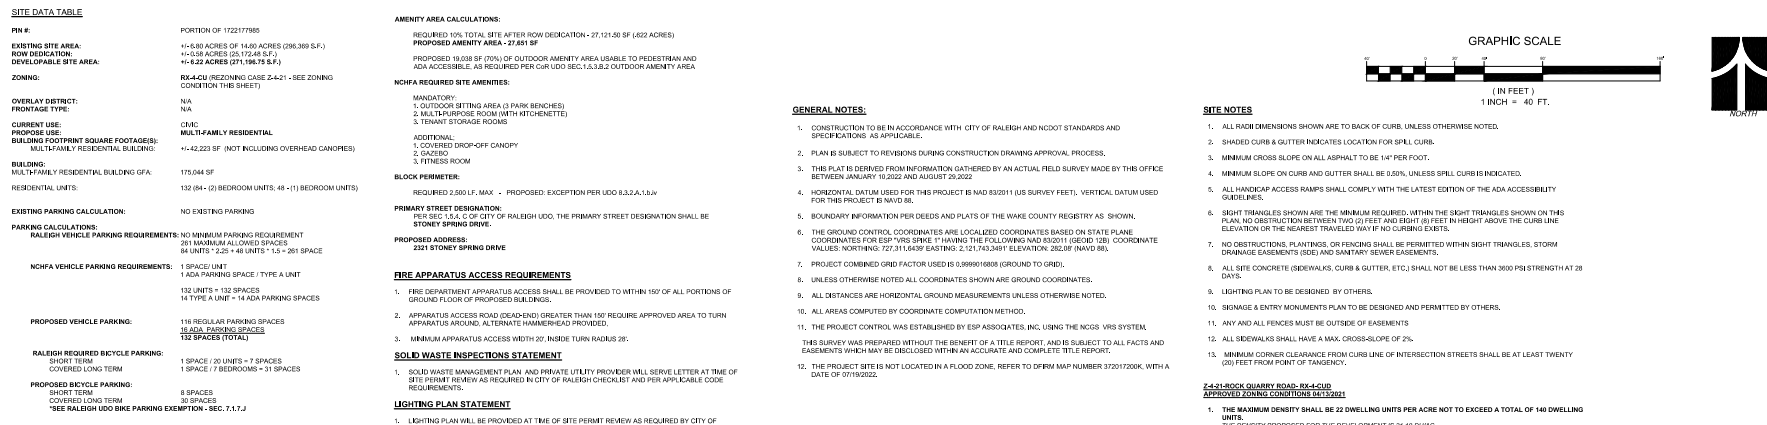 SITE DATA TABLE
PIN #: PORTION OF 1722177985
EXISTING SITE AREA: +/- 6.80 ACRES OF 14.60 ACRES (296,369 S.F.)
ROW DEDICATION: +/- 0.58 ACRES (25,172.48 S.F.)
DEVELOPABLE SITE AREA: +/- 6.22 ACRES (271,196.75 S.F.)
ZONING: RX-4-CU (REZONING CASE Z-4-21 - SEE ZONING
CONDITION THIS SHEET)
OVERLAY DISTRICT: N/A
FRONTAGE TYPE: N/A
CURRENT USE: CIVIC
PROPOSE USE: MULTI-FAMILY RESIDENTIAL
BUILDING FOOTPRINT SQUARE FOOTAGE(S):
MULTI-FAMILY RESIDENTIAL BUILDING: +/- 42,223 SF (NOT INCLUDING OVERHEAD CANOPIES)
BUILDING:
MULTI-FAMILY RESIDENTIAL BUILDING GFA: 175,044 SF
RESIDENTIAL UNITS: 132 (84 - (2) BEDROOM UNITS; 48 - (1) BEDROOM UNITS)
EXISTING PARKING CALCULATION: NO EXISTING PARKING
PARKING CALCULATIONS:
RALEIGH VEHICLE PARKING REQUIREMENTS: NO MINIMUM PARKING REQUIREMENT
261 MAXIMUM ALLOWED SPACES
84 UNITS * 2.25 + 48 UNITS * 1.5 = 261 SPACE
NCHFA VEHICLE PARKING REQUIREMENTS: 1 SPACE/ UNIT
1 ADA PARKING SPACE / TYPE A UNIT
132 UNITS = 132 SPACES
14 TYPE A UNIT = 14 ADA PARKING SPACES
PROPOSED VEHICLE PARKING: 116 REGULAR PARKING SPACES
16 ADA PARKING SPACES
132 SPACES (TOTAL)
RALEIGH REQUIRED BICYCLE PARKING:
SHORT TERM 1 SPACE / 20 UNITS = 7 SPACES
COVERED LONG TERM 1 SPACE / 7 BEDROOMS = 31 SPACES
PROPOSED BICYCLE PARKING:
SHORT TERM 8 SPACES
COVERED LONG TERM 30 SPACES
*SEE RALEIGH UDO BIKE PARKING EXEMPTION - SEC. 7.1.7.J
AMENITY AREA CALCULATIONS:
REQUIRED 10% TOTAL SITE AFTER ROW DEDICATION - 27,121.50 SF (.622 ACRES)
PROPOSED AMENITY AREA - 27,651 SF
PROPOSED 19,038 SF (70%) OF OUTDOOR AMENITY AREA USABLE TO PEDESTRIAN AND
ADA ACCESSIBLE, AS REQUIRED PER CoR UDO SEC.1.5.3.B.2 OUTDOOR AMENITY AREA
NCHFA REQUIRED SITE AMENITIES:
MANDATORY:
1. OUTDOOR SITTING AREA (3 PARK BENCHES)
2. MULTI-PURPOSE ROOM (WITH KITCHENETTE)
3. TENANT STORAGE ROOMS
ADDITIONAL:
1. COVERED DROP-OFF CANOPY
2. GAZEBO
3. FITNESS ROOM
BLOCK PERIMETER:
REQUIRED 2,500 LF. MAX - PROPOSED: EXCEPTION PER UDO 8.3.2.A.1.b.iv
PRIMARY STREET DESIGNATION:
PER SEC 1.5.4. C OF CITY OF RALEIGH UDO, THE PRIMARY STREET DESIGNATION SHALL BE
STONEY SPRING DRIVE.
PROPOSED ADDRESS:
2321 STONEY SPRING DRIVE
FIRE APPARATUS ACCESS REQUIREMENTS
1. FIRE DEPARTMENT APPARATUS ACCESS SHALL BE PROVIDED TO WITHIN 150' OF ALL PORTIONS OF
GROUND FLOOR OF PROPOSED BUILDINGS.
2. APPARATUS ACCESS ROAD (DEAD-END) GREATER THAN 150' REQUIRE APPROVED AREA TO TURN
APPARATUS AROUND. ALTERNATE HAMMERHEAD PROVIDED.
3. MINIMUM APPARATUS ACCESS WIDTH 20', INSIDE TURN RADIUS 28'.
SOLID WASTE INSPECTIONS STATEMENT
1. SOLID WASTE MANAGEMENT PLAN AND PRIVATE UTILITY PROVIDER WILL SERVE LETTER AT TIME OF
SITE PERMIT REVIEW AS REQUIRED IN CITY OF RALEIGH CHECKLIST AND PER APPLICABLE CODE
REQUIREMENTS.
LIGHTING PLAN STATEMENT
1. LIGHTING PLAN WILL BE PROVIDED AT TIME OF SITE PERMIT REVIEW AS REQUIRED BY CITY OF
GENERAL NOTES:
1. CONSTRUCTION TO BE IN ACCORDANCE WITH CITY OF RALEIGH AND NCDOT STANDARDS AND
SPECIFICATIONS AS APPLICABLE.
2. PLAN IS SUBJECT TO REVISIONS DURING CONSTRUCTION DRAWING APPROVAL PROCESS.
3. THIS PLAT IS DERIVED FROM INFORMATION GATHERED BY AN ACTUAL FIELD SURVEY MADE BY THIS OFFICE
BETWEEN JANUARY 10,2022 AND AUGUST 29,2022
4. HORIZONTAL DATUM USED FOR THIS PROJECT IS NAD 83/2011 (US SURVEY FEET). VERTICAL DATUM USED
FOR THIS PROJECT IS NAVD 88.
5. BOUNDARY INFORMATION PER DEEDS AND PLATS OF THE WAKE COUNTY REGISTRY AS SHOWN.
6. THE GROUND CONTROL COORDINATES ARE LOCALIZED COORDINATES BASED ON STATE PLANE
COORDINATES FOR ESP "VRS SPIKE 1" HAVING THE FOLLOWING NAD 83/2011 (GEOID 12B) COORDINATE
VALUES: NORTHING: 727,311.6439' EASTING: 2,121,743.3491' ELEVATION: 282.08' (NAVD 88).
7. PROJECT COMBINED GRID FACTOR USED IS 0.9999016808 (GROUND TO GRID).
8. UNLESS OTHERWISE NOTED ALL COORDINATES SHOWN ARE GROUND COORDINATES.
9. ALL DISTANCES ARE HORIZONTAL GROUND MEASUREMENTS UNLESS OTHERWISE NOTED.
10. ALL AREAS COMPUTED BY COORDINATE COMPUTATION METHOD.
11. THE PROJECT CONTROL WAS ESTABLISHED BY ESP ASSOCIATES, INC. USING THE NCGS VRS SYSTEM.
THIS SURVEY WAS PREPARED WITHOUT THE BENEFIT OF A TITLE REPORT, AND IS SUBJECT TO ALL FACTS AND
EASEMENTS WHICH MAY BE DISCLOSED WITHIN AN ACCURATE AND COMPLETE TITLE REPORT.
12. THE PROJECT SITE IS NOT LOCATED IN A FLOOD ZONE, REFER TO DFIRM MAP NUMBER 3720172200K, WITH A
DATE OF 07/19/2022.
GRAPHIC SCALE
40' 0 20' 40' 80' 160'
( IN FEET )
1 INCH = 40 FT.
NORTH
SITE NOTES
1. ALL RADII DIMENSIONS SHOWN ARE TO BACK OF CURB, UNLESS OTHERWISE NOTED.
2. SHADED CURB & GUTTER INDICATES LOCATION FOR SPILL CURB.
3. MINIMUM CROSS SLOPE ON ALL ASPHALT TO BE 1/4" PER FOOT.
4. MINIMUM SLOPE ON CURB AND GUTTER SHALL BE 0.50%, UNLESS SPILL CURB IS INDICATED.
5. ALL HANDICAP ACCESS RAMPS SHALL COMPLY WITH THE LATEST EDITION OF THE ADA ACCESSIBILITY
GUIDELINES.
6. SIGHT TRIANGLES SHOWN ARE THE MINIMUM REQUIRED. WITHIN THE SIGHT TRIANGLES SHOWN ON THIS
PLAN, NO OBSTRUCTION BETWEEN TWO (2) FEET AND EIGHT (8) FEET IN HEIGHT ABOVE THE CURB LINE
ELEVATION OR THE NEAREST TRAVELED WAY IF NO CURBING EXISTS.
7. NO OBSTRUCTIONS, PLANTINGS, OR FENCING SHALL BE PERMITTED WITHIN SIGHT TRIANGLES, STORM
DRAINAGE EASEMENTS (SDE) AND SANITARY SEWER EASEMENTS.
8. ALL SITE CONCRETE (SIDEWALKS, CURB & GUTTER, ETC.) SHALL NOT BE LESS THAN 3600 PSI STRENGTH AT 28
DAYS.
9. LIGHTING PLAN TO BE DESIGNED BY OTHERS.
10. SIGNAGE & ENTRY MONUMENTS PLAN TO BE DESIGNED AND PERMITTED BY OTHERS.
11. ANY AND ALL FENCES MUST BE OUTSIDE OF EASEMENTS
12. ALL SIDEWALKS SHALL HAVE A MAX. CROSS-SLOPE OF 2%.
13. MINIMUM CORNER CLEARANCE FROM CURB LINE OF INTERSECTION STREETS SHALL BE AT LEAST TWENTY
(20) FEET FROM POINT OF TANGENCY.
Z-4-21-ROCK QUARRY ROAD- RX-4-CUD
APPROVED ZONING CONDITIONS 04/13/2021
1. THE MAXIMUM DENSITY SHALL BE 22 DWELLING UNITS PER ACRE NOT TO EXCEED A TOTAL OF 140 DWELLING
UNITS.